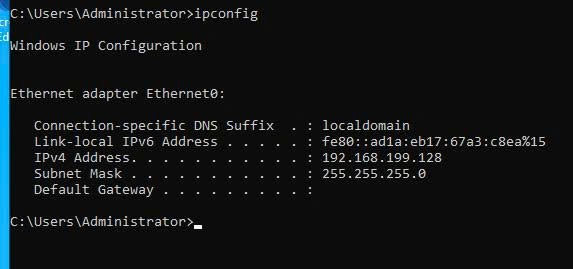 C:\Users\Administrator>ipconfig
Windows IP Configuration
Ethernet adapter Ethernet0:
Connection-specific DNS Suffix  . : localdomain
Link-local IPv6 Address . . . . . : fe80::ad1a:eb17:67a3:c8ea%15
IPv4 Address. . . . . . . . . . . : 192.168.199.128
Subnet Mask . . . . . . . . . . . : 255.255.255.0
Default Gateway . . . . . . . . . :
C:\Users\Administrator>